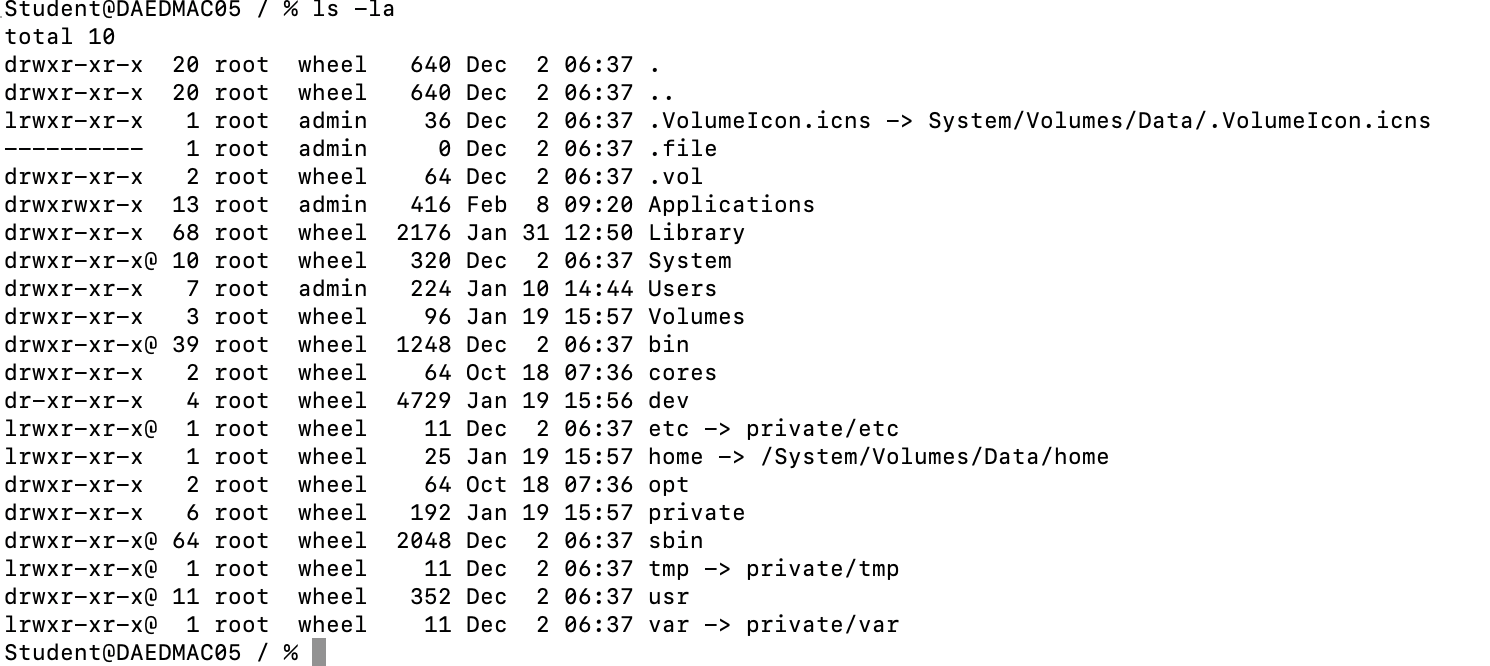 Student@DAEDMAC05 / % ls -la
total 10
drwxr-xr-x  20 root  wheel   640 Dec  2 06:37 .
drwxr-xr-x  20 root  wheel   640 Dec  2 06:37 ..
lrwxr-xr-x   1 root  admin    36 Dec  2 06:37 .VolumeIcon.icns -> System/Volumes/Data/.VolumeIcon.icns
----------   1 root  admin     0 Dec  2 06:37 .file
drwxr-xr-x   2 root  wheel    64 Dec  2 06:37 .vol
drwxrwxr-x  13 root  admin   416 Feb  8 09:20 Applications
drwxr-xr-x  68 root  wheel  2176 Jan 31 12:50 Library
drwxr-xr-x@ 10 root  wheel   320 Dec  2 06:37 System
drwxr-xr-x   7 root  admin   224 Jan 10 14:44 Users
drwxr-xr-x   3 root  wheel    96 Jan 19 15:57 Volumes
drwxr-xr-x@ 39 root  wheel  1248 Dec  2 06:37 bin
drwxr-xr-x   2 root  wheel    64 Oct 18 07:36 cores
dr-xr-xr-x   4 root  wheel  4729 Jan 19 15:56 dev
lrwxr-xr-x@  1 root  wheel    11 Dec  2 06:37 etc -> private/etc
lrwxr-xr-x   1 root  wheel    25 Jan 19 15:57 home -> /System/Volumes/Data/home
drwxr-xr-x   2 root  wheel    64 Oct 18 07:36 opt
drwxr-xr-x   6 root  wheel   192 Jan 19 15:57 private
drwxr-xr-x@ 64 root  wheel  2048 Dec  2 06:37 sbin
lrwxr-xr-x@  1 root  wheel    11 Dec  2 06:37 tmp -> private/tmp
drwxr-xr-x@ 11 root  wheel   352 Dec  2 06:37 usr
lrwxr-xr-x@  1 root  wheel    11 Dec  2 06:37 var -> private/var
Student@DAEDMAC05 / %